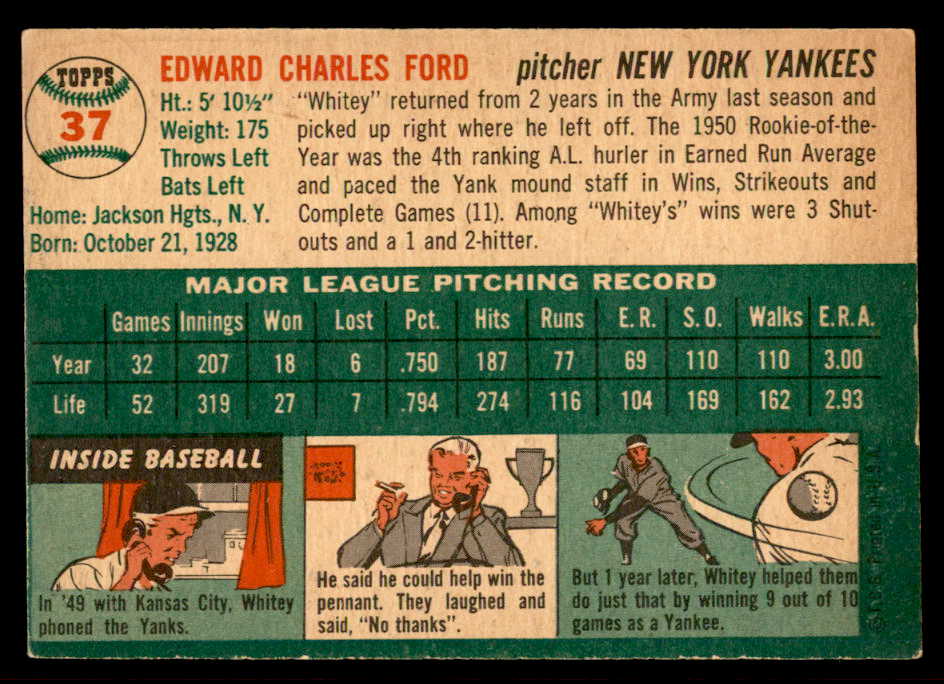 TOPPS
37
EDWARD CHARLES FORD pitcher NEW YORK YANKEES
Ht.: 5' 10½"
Weight: 175
Throws Left
Bats Left
Home: Jackson Hgts., N. Y.
Born: October 21, 1928
"Whitey" returned from 2 years in the Army last season and
picked up right where he left off. The 1950 Rookie-of-the-
Year was the 4th ranking A.L. hurler in Earned Run Average
and paced the Yank mound staff in Wins, Strikeouts and
Complete Games (11). Among "Whitey's" wins were 3 Shut-
outs and a 1 and 2-hitter.
MAJOR LEAGUE PITCHING RECORD
Games Innings Won Lost Pct. Hits Runs E. R. S. O. Walks E.R.A.
Year 32 207 18 6 .750 187 77 69 110 110 3.00
Life 52 319 27 7 .794 274 116 104 169 162 2.93
INSIDE BASEBALL
In '49 with Kansas City, Whitey
phoned the Yanks.
He said he could help win the
pennant. They laughed and
said, "No thanks".
But 1 year later, Whitey helped them
do just that by winning 9 out of 10
games as a Yankee.